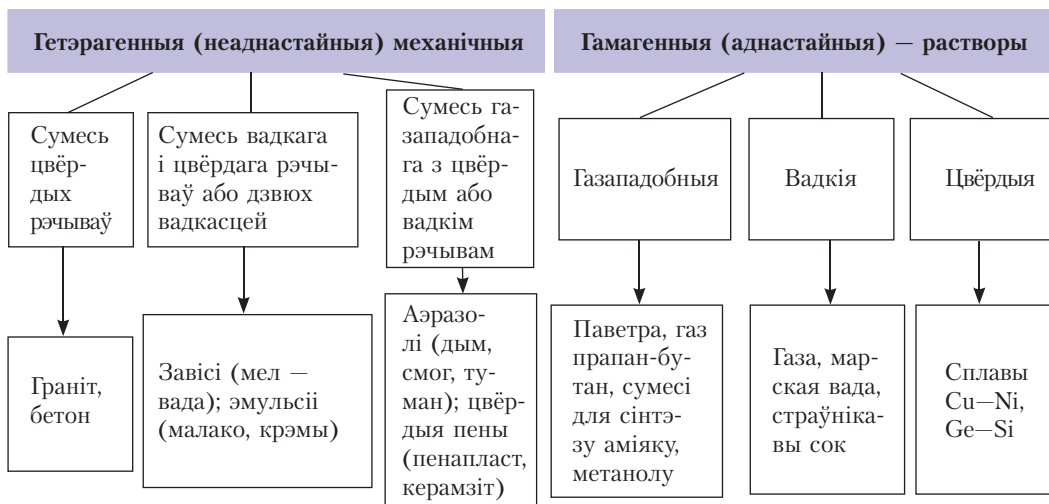 Гетэрагенныя (неаднастайныя) механічныя
Гамагенныя (аднастайныя) — растворы
Сумесь
цвёр-
дых
рэчываў
Сумесь вадкага
і цвёрдага рэчы-
ваў або дзвюх
вадкасцей
Сумесь га-
западобна-
га з цвёр-
дым або
вадкім
рэчывам
Газападобныя
Вадкія
Цвёрдыя
Граніт,
бетон
Завісі (мел —
вада); эмульсіі
(малако, крэмы)
Аэразо-
лі (дым,
смог, ту-
ман); цвёр-
дыя пены
(пенапласт,
керамзіт)
Паветра, газ
прапан-бу-
тан, сумесі
для сінтэ-
зу аміяку,
метанолу
Газа, мар-
ская вада,
страўніка-
вы сок
Сплавы
Cu—Ni,
Ge—Si